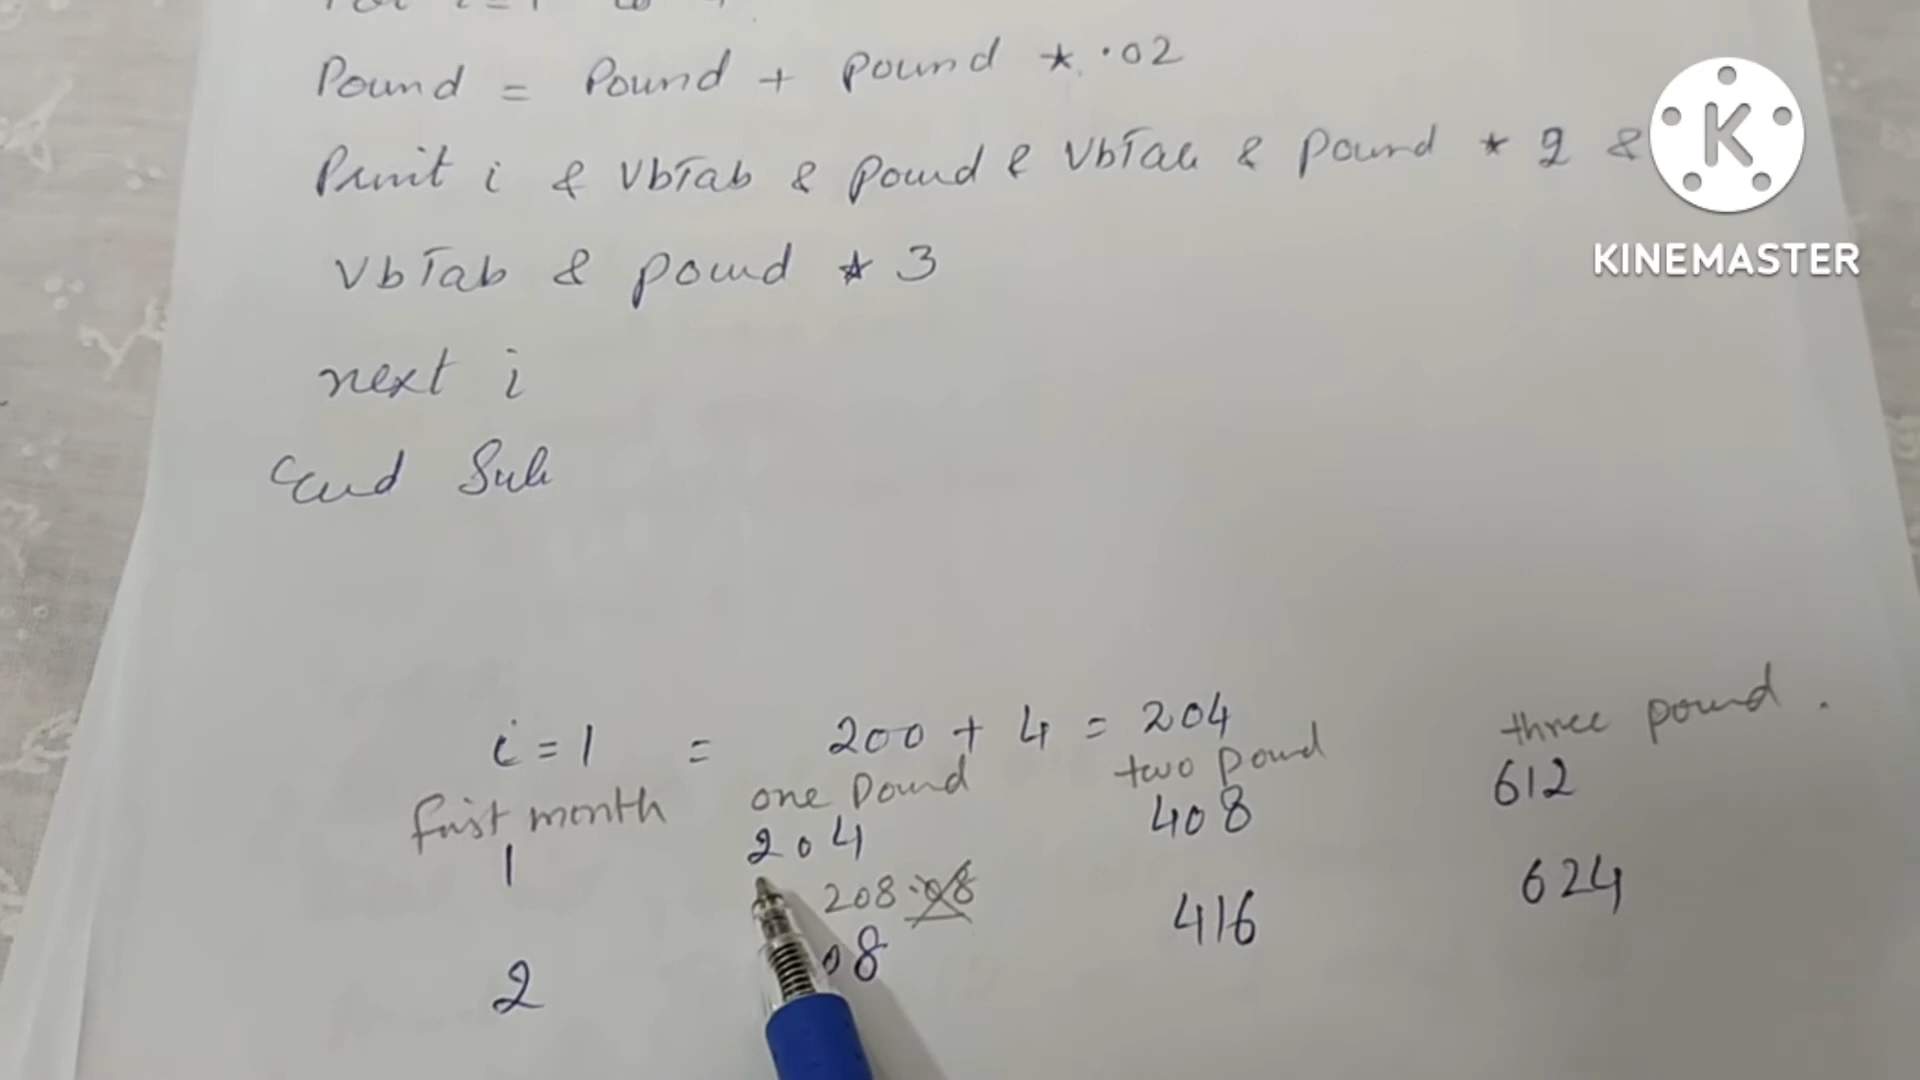 Pound = Pound + pound * .02
Print i & VbTab & pound & VbTab & pound * 2 &
VbTab & pound * 3
next i
End Sub
i = 1 = 200 + 4 = 204
first month one pound two pound three pound.
1 204 408 612
208.08
2 08 416 624
K
KINEMASTER